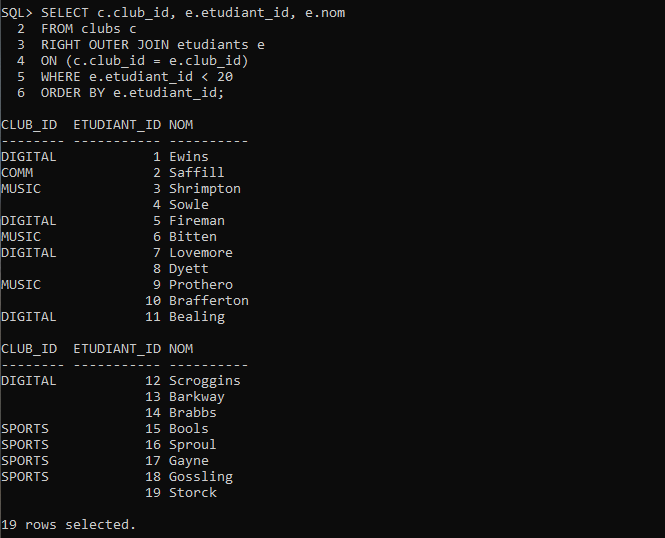 SQL> SELECT c.club_id, e.etudiant_id, e.nom
  2  FROM clubs c
  3  RIGHT OUTER JOIN etudiants e
  4  ON (c.club_id = e.club_id)
  5  WHERE e.etudiant_id < 20
  6  ORDER BY e.etudiant_id;

CLUB_ID  ETUDIANT_ID NOM
-------- ----------- ----------
DIGITAL            1 Ewins
COMM               2 Saffill
MUSIC              3 Shrimpton
                   4 Sowle
DIGITAL            5 Fireman
MUSIC              6 Bitten
DIGITAL            7 Lovemore
                   8 Dyett
MUSIC              9 Prothero
                  10 Brafferton
DIGITAL           11 Bealing

CLUB_ID  ETUDIANT_ID NOM
-------- ----------- ----------
DIGITAL           12 Scroggins
                  13 Barkway
                  14 Brabbs
SPORTS            15 Bools
SPORTS            16 Sproul
SPORTS            17 Gayne
SPORTS            18 Gossling
                  19 Storck

19 rows selected.